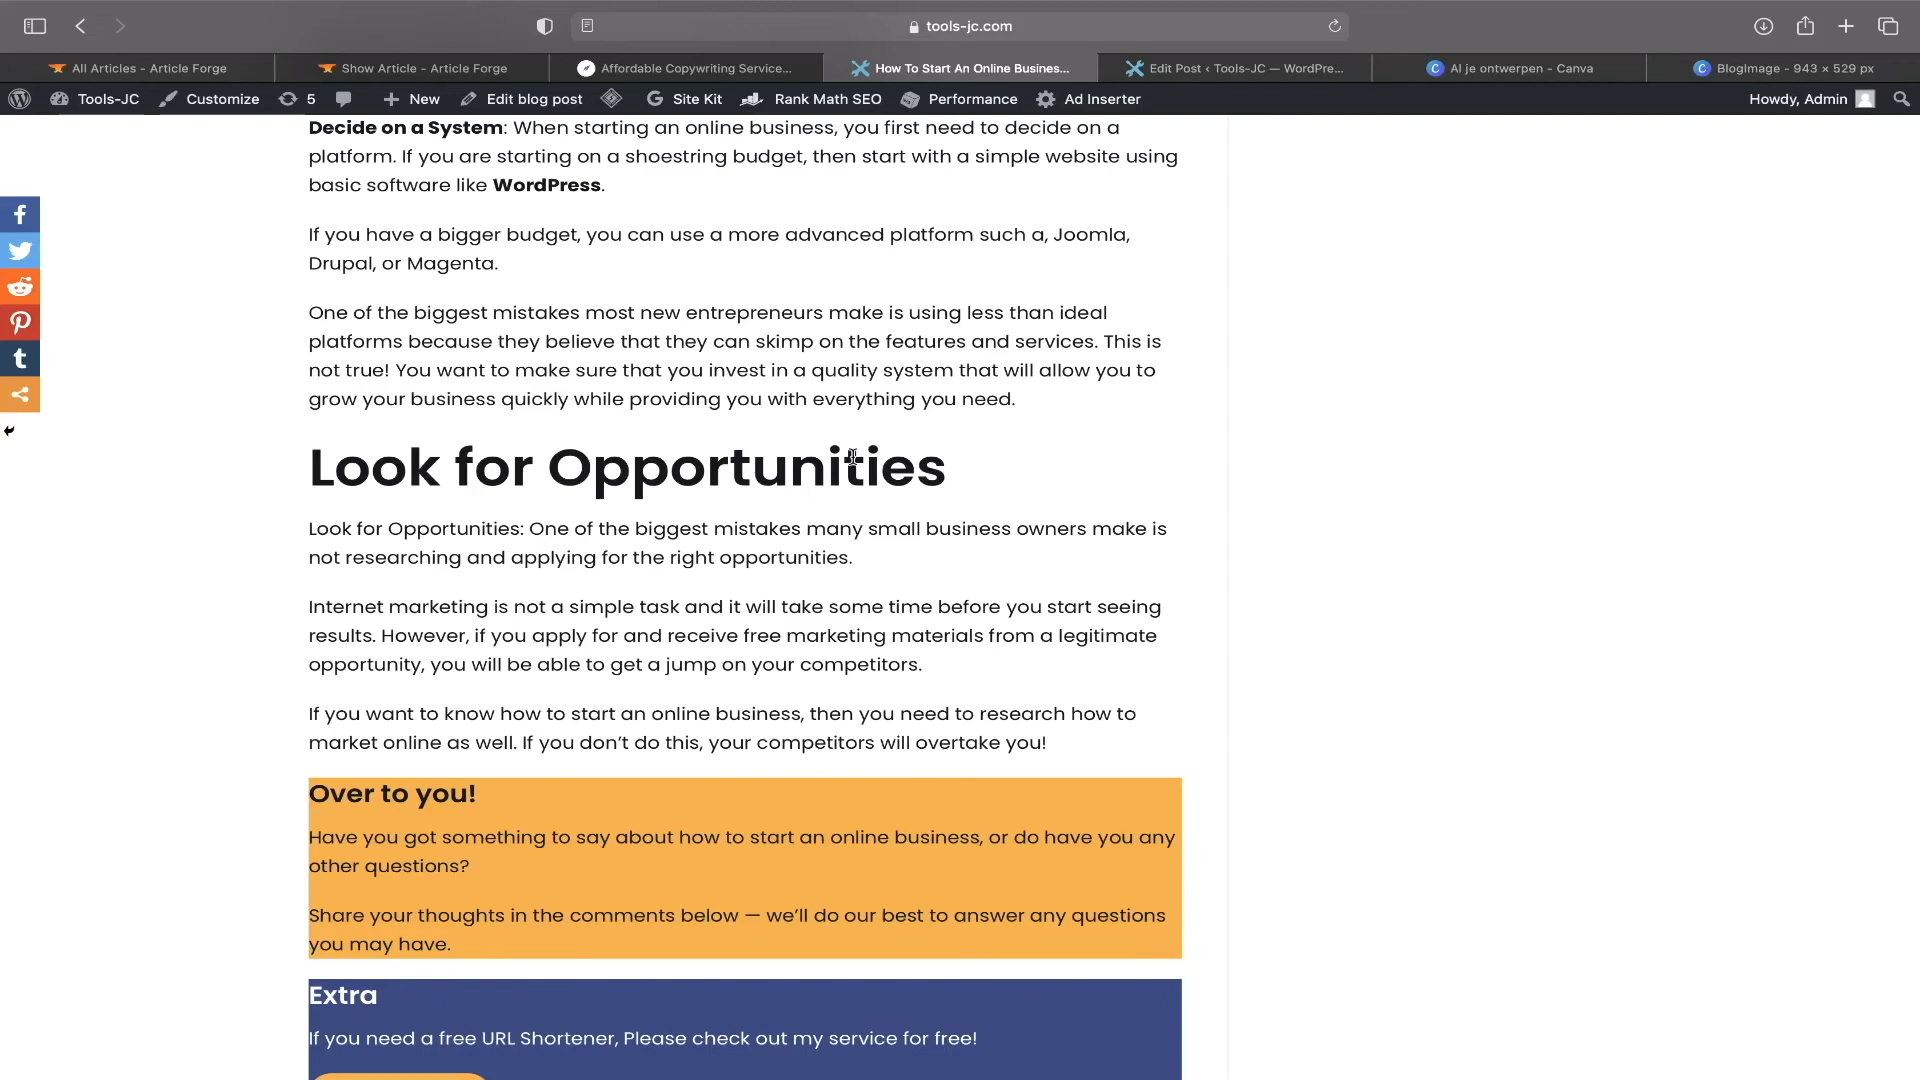 tools-jc.com
All Articles - Article Forge
Show Article - Article Forge
Affordable Copywriting Service...
How To Start An Online Busines...
Edit Post ‹ Tools-JC — WordPre...
Al je ontwerpen - Canva
BlogImage - 943 × 529 px
Tools-JC
Customize
5
New
Edit blog post
Site Kit
Rank Math SEO
Performance
Ad Inserter
Howdy, Admin
Decide on a System: When starting an online business, you first need to decide on a
platform. If you are starting on a shoestring budget, then start with a simple website using
basic software like WordPress.
If you have a bigger budget, you can use a more advanced platform such a, Joomla,
Drupal, or Magenta.
One of the biggest mistakes most new entrepreneurs make is using less than ideal
platforms because they believe that they can skimp on the features and services. This is
not true! You want to make sure that you invest in a quality system that will allow you to
grow your business quickly while providing you with everything you need.
Look for Opportunities
Look for Opportunities: One of the biggest mistakes many small business owners make is
not researching and applying for the right opportunities.
Internet marketing is not a simple task and it will take some time before you start seeing
results. However, if you apply for and receive free marketing materials from a legitimate
opportunity, you will be able to get a jump on your competitors.
If you want to know how to start an online business, then you need to research how to
market online as well. If you don’t do this, your competitors will overtake you!
Over to you!
Have you got something to say about how to start an online business, or do have you any
other questions?
Share your thoughts in the comments below — we’ll do our best to answer any questions
you may have.
Extra
If you need a free URL Shortener, Please check out my service for free!